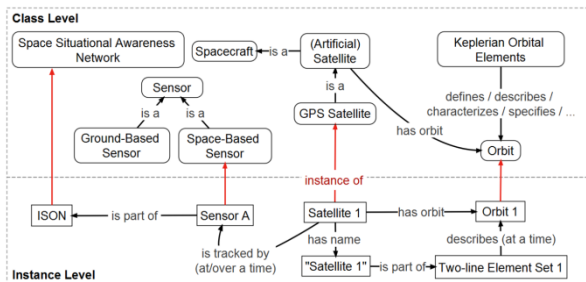 Class Level
Space Situational Awareness
Network
Spacecraft
is a
(Artificial)
Satellite
Keplerian Orbital
Elements
Sensor
is a
is a
is a
defines / describes /
characterizes / specifies / ...
Ground-Based
Sensor
Space-Based
Sensor
GPS Satellite
has orbit
Orbit
instance of
ISON
is part of
Sensor A
Satellite 1
has orbit
Orbit 1
is tracked by
(at/over a time)
has name
describes (at a time)
"Satellite 1"
is part of
Two-line Element Set 1
Instance Level